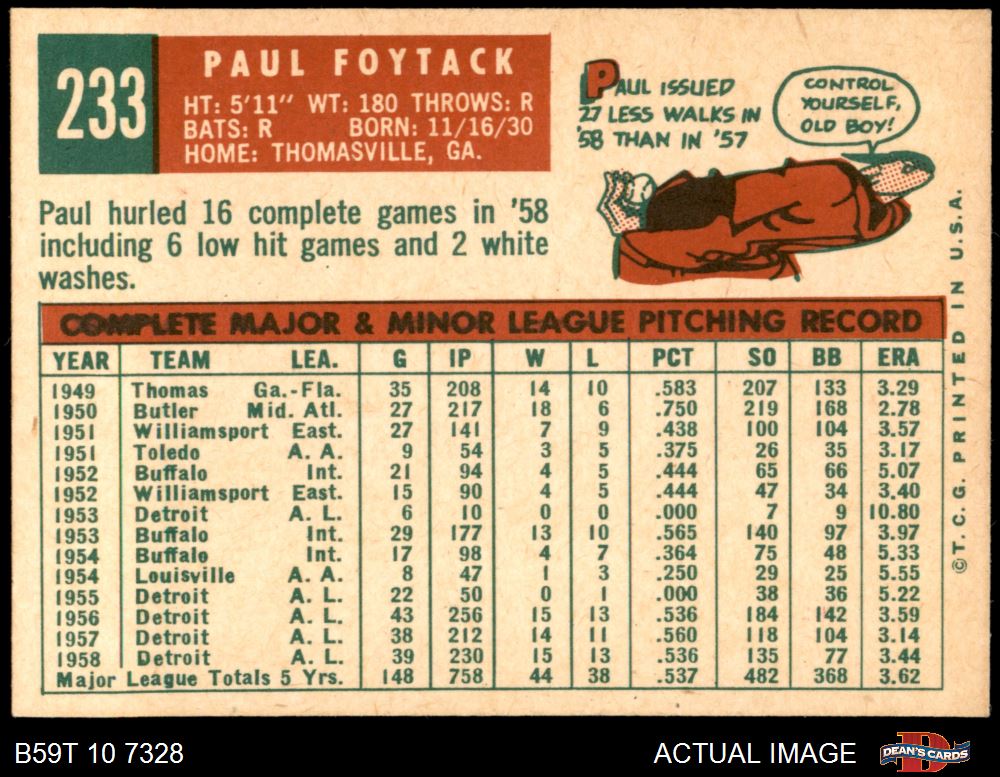 233
PAUL FOYTACK
HT: 5'11" WT: 180 THROWS: R
BATS: R BORN: 11/16/30
HOME: THOMASVILLE, GA.
PAUL ISSUED
27 LESS WALKS IN
'58 THAN IN '57
CONTROL
YOURSELF,
OLD BOY!
Paul hurled 16 complete games in '58
including 6 low hit games and 2 white
washes.
COMPLETE MAJOR & MINOR LEAGUE PITCHING RECORD
YEAR TEAM LEA. G IP W L PCT SO BB ERA
1949 Thomas Ga.-Fla. 35 208 14 10 .583 207 133 3.29
1950 Butler Mid. Atl. 27 217 18 6 .750 219 168 2.78
1951 Williamsport East. 27 141 7 9 .438 100 104 3.57
1951 Toledo A. A. 9 54 3 5 .375 26 35 3.17
1952 Buffalo Int. 21 94 4 5 .444 65 66 5.07
1952 Williamsport East. 15 90 4 5 .444 47 34 3.40
1953 Detroit A. L. 6 10 0 0 .000 7 9 10.80
1953 Buffalo Int. 29 177 13 10 .565 140 97 3.97
1954 Buffalo Int. 17 98 4 7 .364 75 48 5.33
1954 Louisville A. A. 8 47 1 3 .250 29 25 5.55
1955 Detroit A. L. 22 50 0 1 .000 38 36 5.22
1956 Detroit A. L. 43 256 15 13 .536 184 142 3.59
1957 Detroit A. L. 38 212 14 11 .560 118 104 3.14
1958 Detroit A. L. 39 230 15 13 .536 135 77 3.44
Major League Totals 5 Yrs. 148 758 44 38 .537 482 368 3.62
©T. C. G. PRINTED IN U.S.A.
B59T 10 7328
ACTUAL IMAGE
D
DEAN'S CARDS